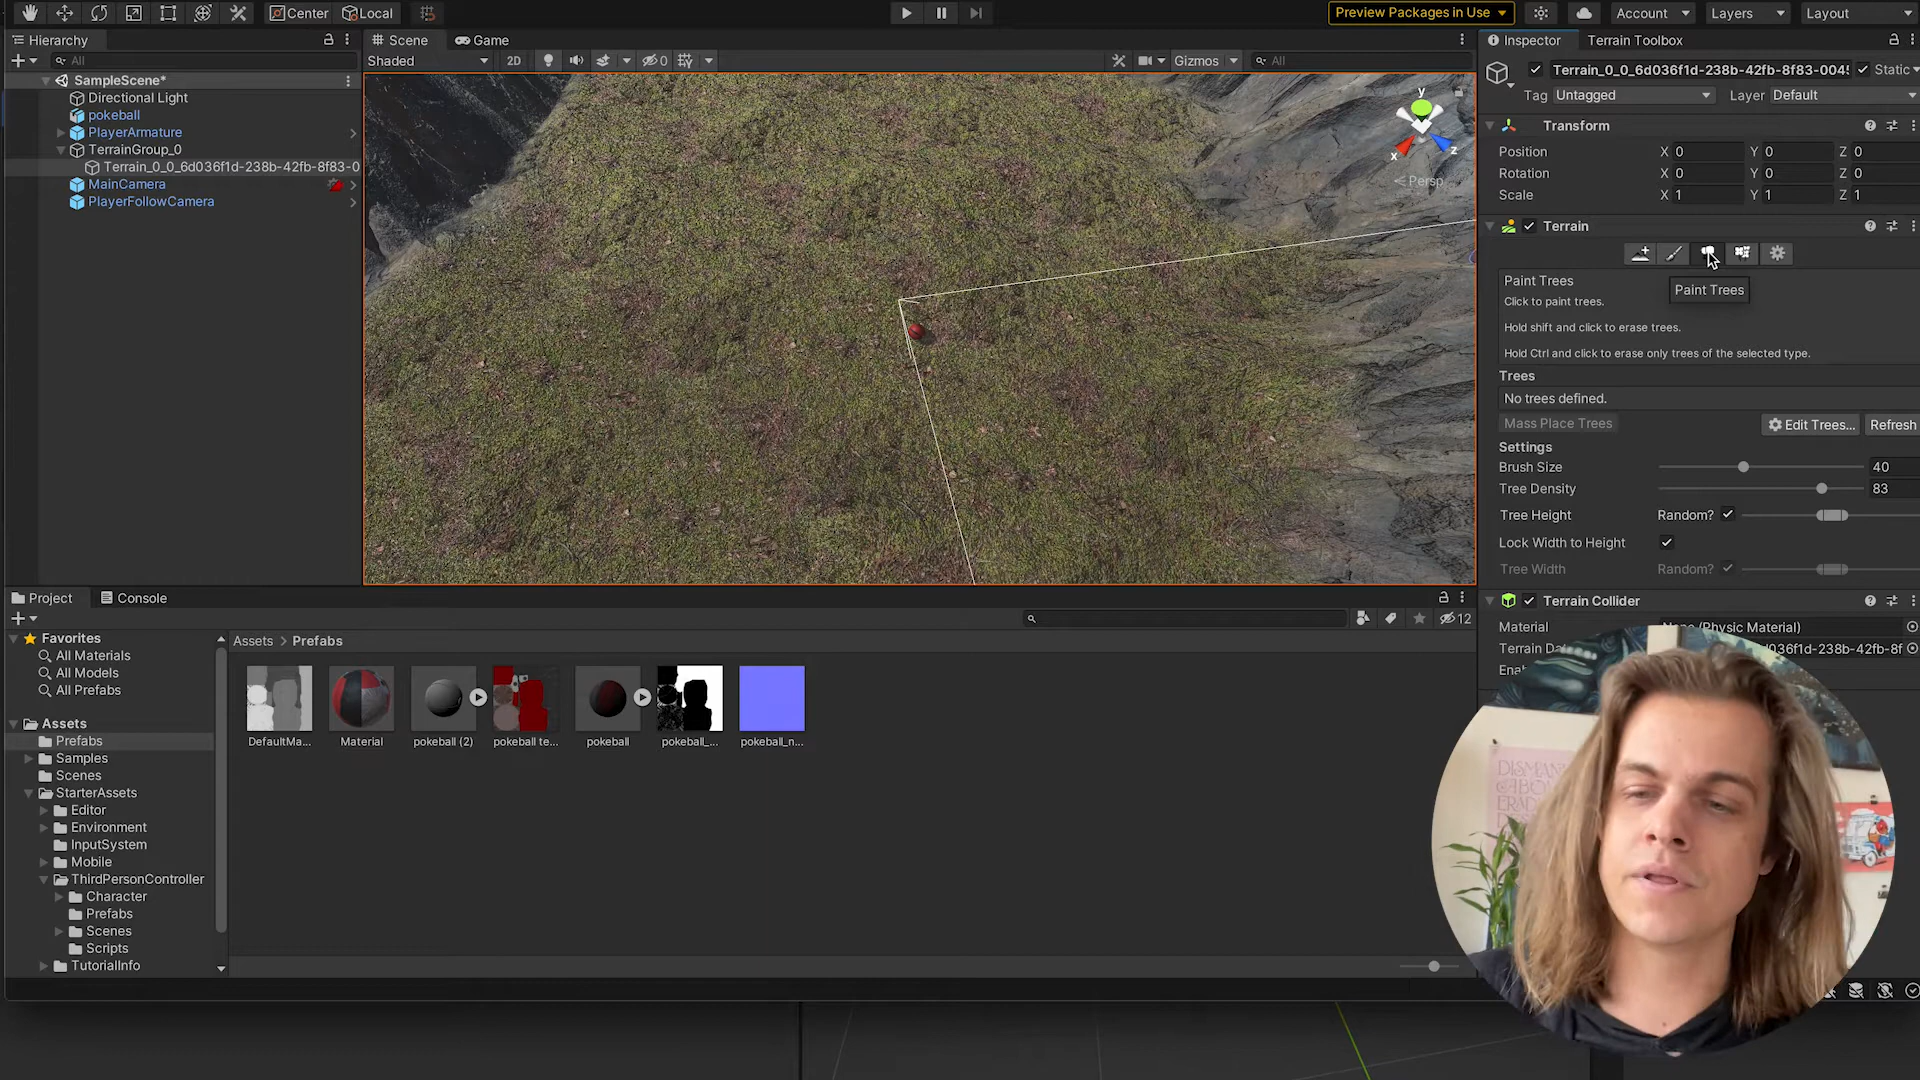 Center
Local
Preview Packages in Use
Account
Layers
Layout
Hierarchy
All
SampleScene*
Directional Light
pokeball
PlayerArmature
TerrainGroup_0
Terrain_0_0_6d036f1d-238b-42fb-8f83-0
MainCamera
PlayerFollowCamera
Scene
Game
Shaded
2D
0
Gizmos
All
y
x
z
Persp
Inspector
Terrain Toolbox
Terrain_0_0_6d036f1d-238b-42fb-8f83-004
Static
Tag Untagged
Layer Default
Transform
Position X 0 Y 0 Z 0
Rotation X 0 Y 0 Z 0
Scale X 1 Y 1 Z 1
Terrain
Paint Trees
Click to paint trees.
Paint Trees
Hold shift and click to erase trees.
Hold Ctrl and click to erase only trees of the selected type.
Trees
No trees defined.
Mass Place Trees
Edit Trees...
Refresh
Settings
Brush Size 40
Tree Density 83
Tree Height Random?
Lock Width to Height
Tree Width Random?
Terrain Collider
Material None (Physic Material)
Terrain Da 036f1d-238b-42fb-8f
Project
Console
12
Favorites
All Materials
All Models
All Prefabs
Assets
Prefabs
Samples
Scenes
StarterAssets
Editor
Environment
InputSystem
Mobile
ThirdPersonController
Character
Prefabs
Scenes
Scripts
TutorialInfo
Assets > Prefabs
DefaultMa...
Material
pokeball (2)
pokeball te...
pokeball
pokeball_...
pokeball_n...